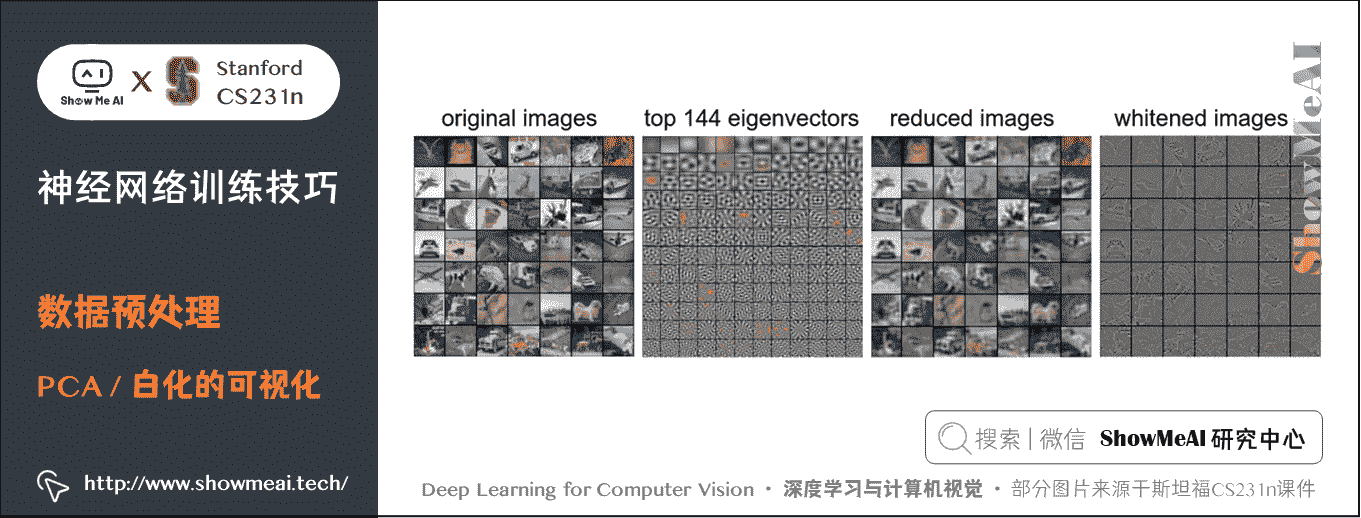 Show Me AI
X
Stanford
CS231n
神经网络训练技巧
数据预处理
PCA / 白化的可视化
http://www.showmeai.tech/
original images
top 144 eigenvectors
reduced images
whitened images
ShowMeAI
搜索 | 微信 ShowMeAI 研究中心
Deep Learning for Computer Vision · 深度学习与计算机视觉 · 部分图片来源于斯坦福CS231n课件